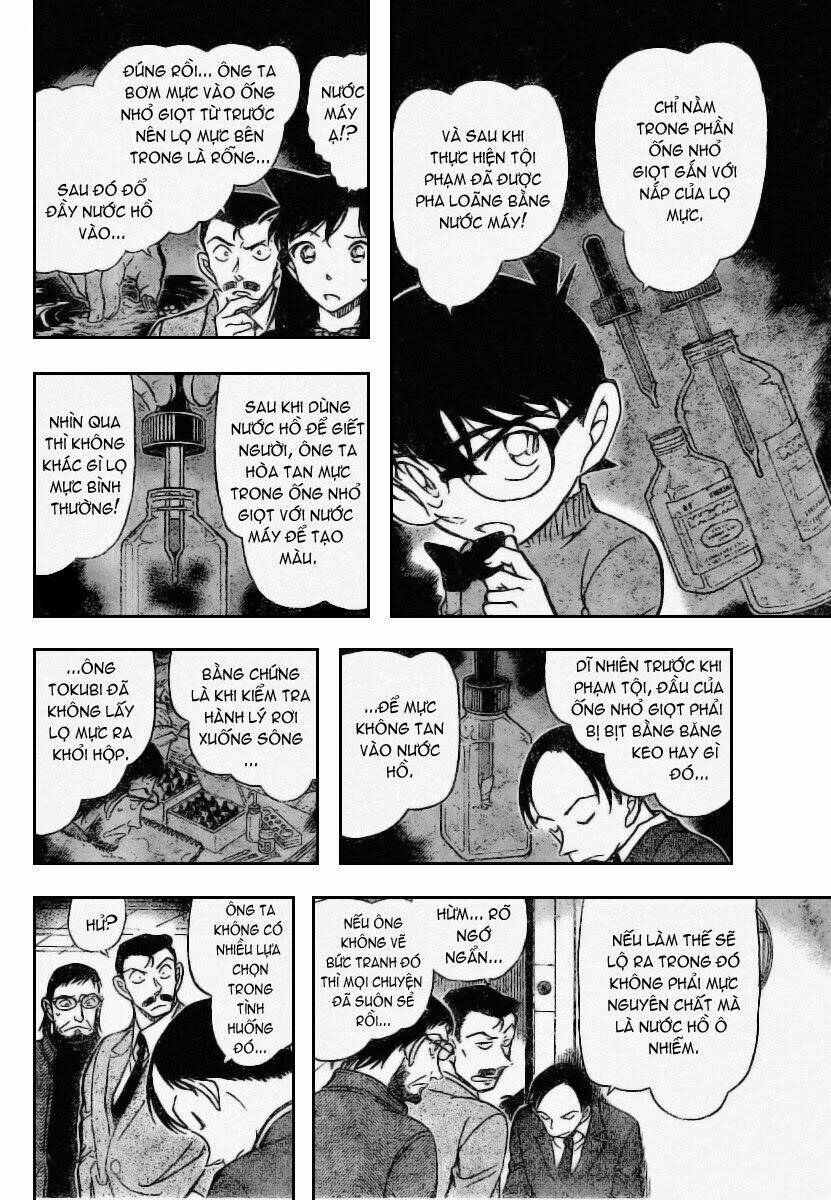 CHỈ NẰM
TRONG PHẦN
ỐNG NHỎ
GIỌT GẮN VỚI
NẮP CỦA LỌ
MỰC.
VÀ SAU KHI
THỰC HIỆN TỘI
PHẠM ĐÃ ĐƯỢC
PHA LOÃNG BẰNG
NƯỚC MÁY!
NƯỚC
MÁY
Ạ!?
ĐÚNG RỒI... ÔNG TA
BƠM MỰC VÀO ỐNG
NHỎ GIỌT TỪ TRƯỚC
NÊN LỌ MỰC BÊN
TRONG LÀ RỖNG...
SAU ĐÓ ĐỔ
ĐẦY NƯỚC HỒ
VÀO...
SAU KHI DÙNG
NƯỚC HỒ ĐỂ GIẾT
NGƯỜI, ÔNG TA
HÒA TAN MỰC
TRONG ỐNG NHỎ
GIỌT VỚI NƯỚC
MÁY ĐỂ TẠO
MÀU.
NHÌN QUA
THÌ KHÔNG
KHÁC GÌ LỌ
MỰC BÌNH
THƯỜNG!
DĨ NHIÊN TRƯỚC KHI
PHẠM TỘI, ĐẦU CỦA
ỐNG NHỎ GIỌT PHẢI
BỊ BỊT BẰNG BĂNG
KEO HAY GÌ
ĐÓ...
...ĐỂ MỰC
KHÔNG TAN
VÀO NƯỚC
HỒ.
BẰNG CHỨNG
LÀ KHI KIỂM TRA
HÀNH LÝ RƠI
XUỐNG SÔNG
...
...ÔNG
TOKUBI ĐÃ
KHÔNG LẤY
LỌ MỰC RA
KHỎI HỘP.
NẾU LÀM THẾ SẼ
LỘ RA TRONG ĐÓ
KHÔNG PHẢI MỰC
NGUYÊN CHẤT MÀ
LÀ NƯỚC HỒ Ô
NHIỄM.
HỪM... RÕ
NGỚ
NGẨN...
NẾU ÔNG
KHÔNG VẼ
BỨC TRANH ĐÓ
THÌ MỌI CHUYỆN
ĐÃ SUÔN SẺ
RỒI...
ÔNG TA
KHÔNG CÓ
NHIỀU LỰA
CHỌN
TRONG
TÌNH
HUỐNG
ĐÓ...
HỬ?